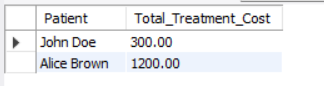 Patient Total_Treatment_Cost
John Doe 300.00
Alice Brown 1200.00